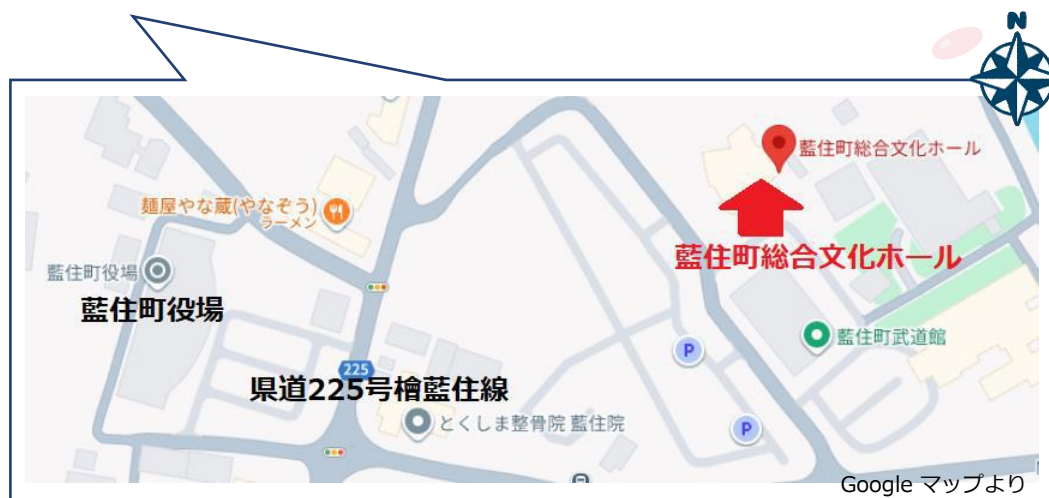 N
藍住町総合文化ホール
麺屋やな蔵(やなぞう)
ラーメン
藍住町総合文化ホール
藍住町役場
藍住町役場
藍住町武道館
P
225
県道225号檜藍住線
とくしま整骨院 藍住院
P
Google マップより